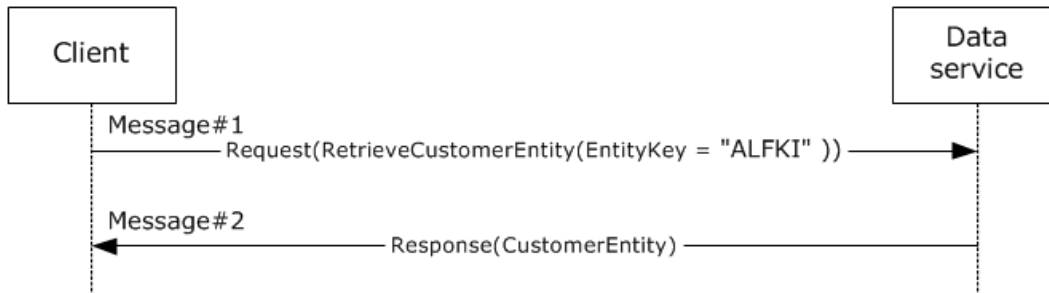 Client
Data
service
Message#1
Request(RetrieveCustomerEntity(EntityKey = "ALFKI" ))
Message#2
Response(CustomerEntity)